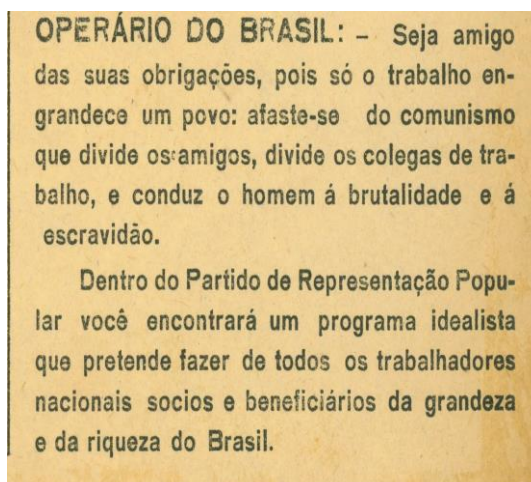 OPERÁRIO DO BRASIL: – Seja amigo
das suas obrigações, pois só o trabalho en-
grandece um povo: afaste-se do comunismo
que divide os amigos, divide os colegas de tra-
balho, e conduz o homem á brutalidade e á
escravidão.
Dentro do Partido de Representação Popu-
lar você encontrará um programa idealista
que pretende fazer de todos os trabalhadores
nacionais socios e beneficiários da grandeza
e da riqueza do Brasil.